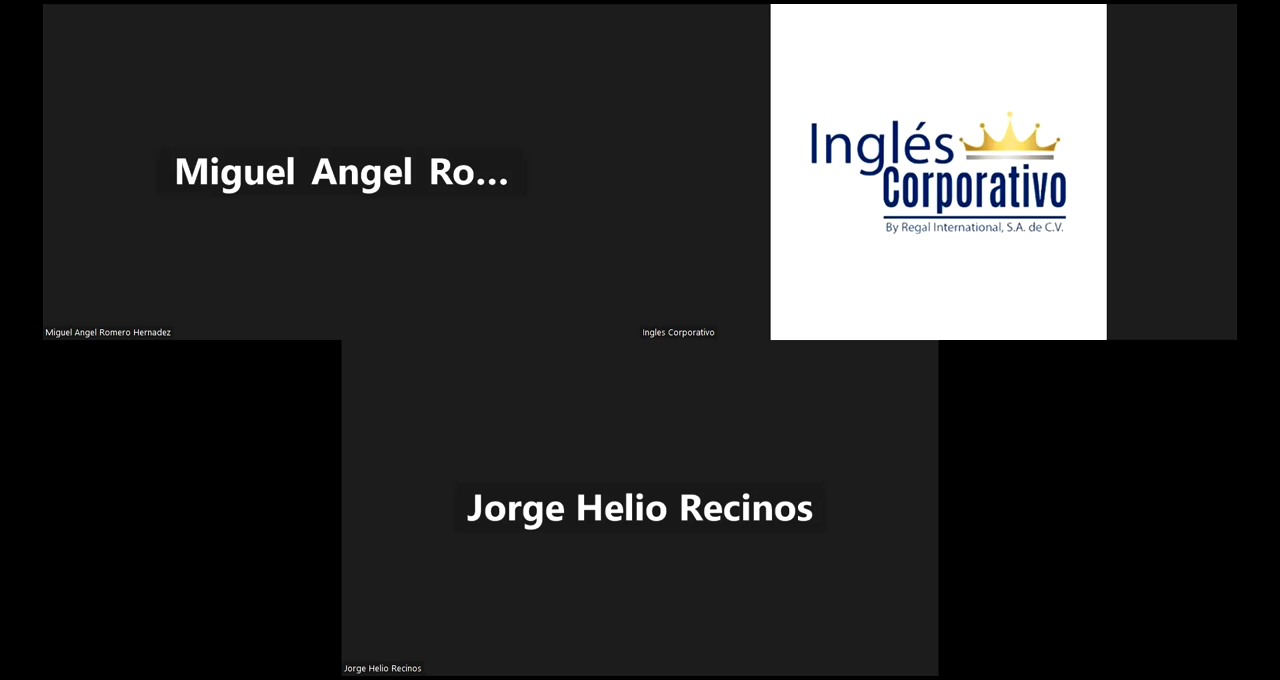 Miguel Angel Ro...
Miguel Angel Romero Hernadez
Inglés
Corporativo
By Regal International, S.A. de C.V.
Ingles Corporativo
Jorge Helio Recinos
Jorge Helio Recinos